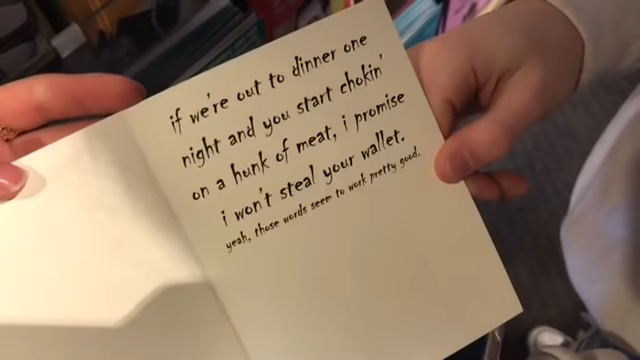 if we're out to dinner one
night and you start chokin'
on a hunk of meat, i promise
i won't steal your wallet.
yeah, those words seem to work pretty good.